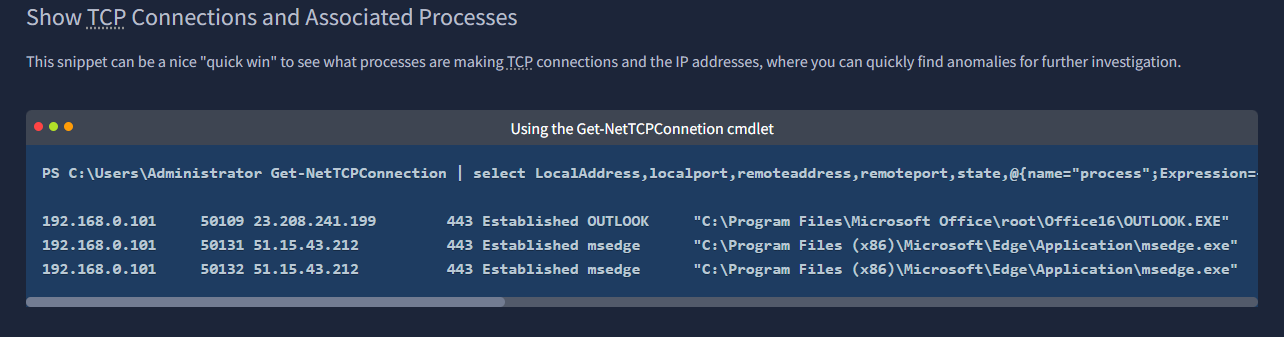 Show TCP Connections and Associated Processes
This snippet can be a nice "quick win" to see what processes are making TCP connections and the IP addresses, where you can quickly find anomalies for further investigation.
Using the Get-NetTCPConnetion cmdlet
PS C:\Users\Administrator Get-NetTCPConnection | select LocalAddress,localport,remoteaddress,remoteport,state,@{name="process";Expression=
192.168.0.101 50109 23.208.241.199 443 Established OUTLOOK "C:\Program Files\Microsoft Office\root\Office16\OUTLOOK.EXE"
192.168.0.101 50131 51.15.43.212 443 Established msedge "C:\Program Files (x86)\Microsoft\Edge\Application\msedge.exe"
192.168.0.101 50132 51.15.43.212 443 Established msedge "C:\Program Files (x86)\Microsoft\Edge\Application\msedge.exe"